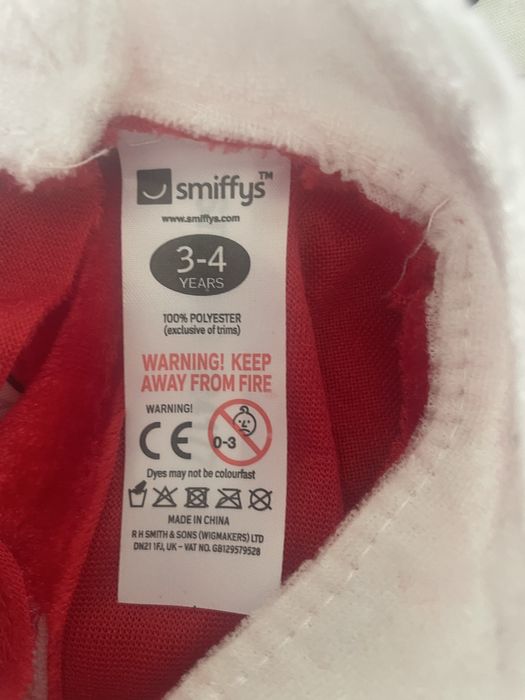 smiffys™
www.smiffys.com
3-4
YEARS
100% POLYESTER
(exclusive of trims)
WARNING! KEEP
AWAY FROM FIRE
WARNING!
CE
0-3
Dyes may not be colourfast
MADE IN CHINA
R H SMITH & SONS (WIGMAKERS) LTD
DN21 1FJ, UK – VAT NO. GB129579528